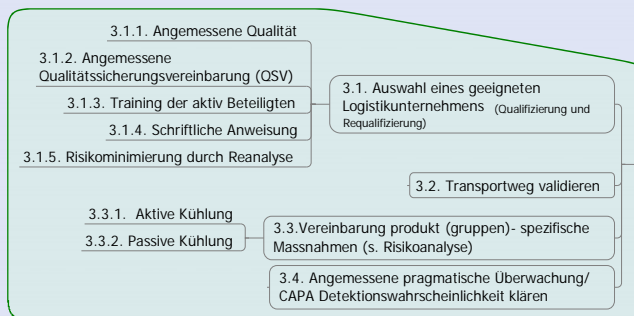 3.1.1. Angemessene Qualität
3.1.2. Angemessene
Qualitätssicherungsvereinbarung (QSV)
3.1.3. Training der aktiv Beteiligten
3.1.4. Schriftliche Anweisung
3.1.5. Risikominimierung durch Reanalyse
3.1. Auswahl eines geeigneten
Logistikunternehmens (Qualifizierung und
Requalifizierung)
3.2. Transportweg validieren
3.3.1. Aktive Kühlung
3.3.2. Passive Kühlung
3.3.Vereinbarung produkt (gruppen)- spezifische
Massnahmen (s. Risikoanalyse)
3.4. Angemessene pragmatische Überwachung/
CAPA Detektionswahrscheinlichkeit klären